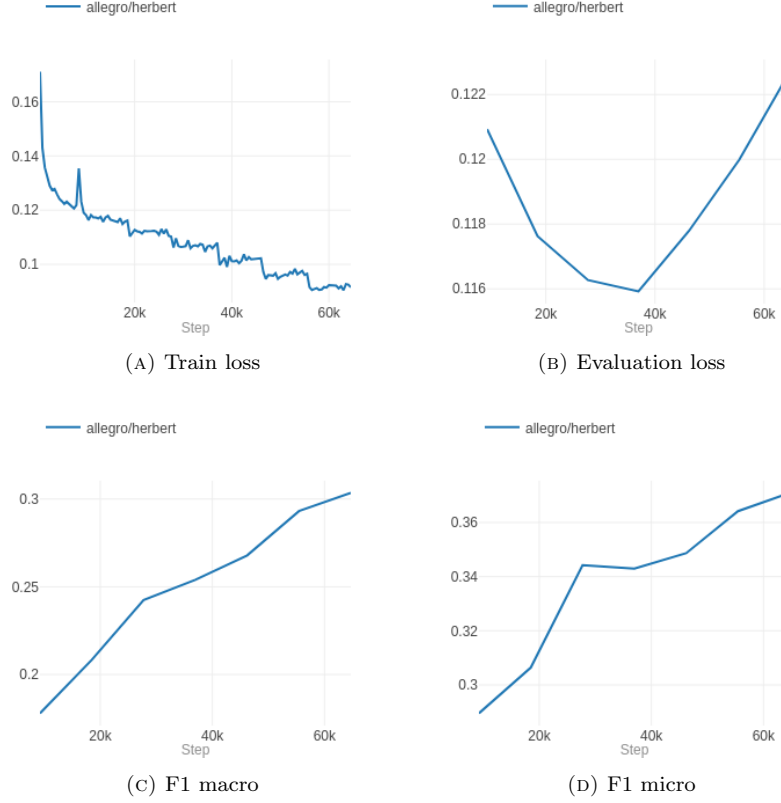 allegro/herbert
0.16
0.14
0.12
0.1
20k 40k 60k
Step
(A) Train loss
allegro/herbert
0.122
0.12
0.118
0.116
20k 40k 60k
Step
(B) Evaluation loss
allegro/herbert
0.3
0.25
0.2
20k 40k 60k
Step
(C) F1 macro
allegro/herbert
0.36
0.34
0.32
0.3
20k 40k 60k
Step
(D) F1 micro